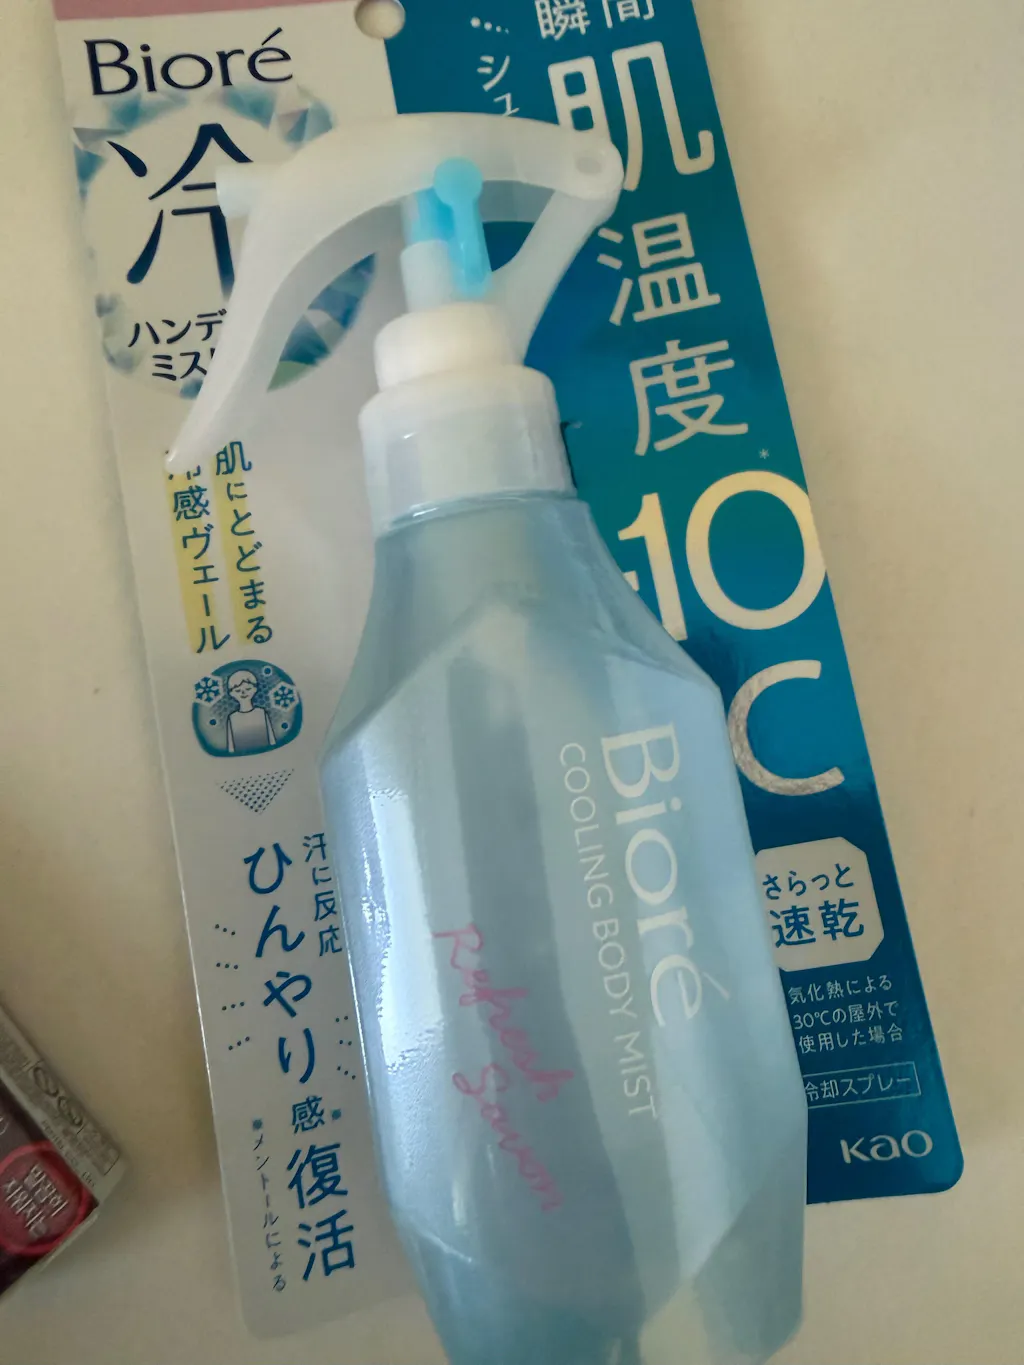 Bioré
冷
ハンデ
ミス
肌にとどまる
冷感ヴェール
汗に反応
ひんやり感※復活
※メントールによる
シュ
瞬間
肌温度
-10℃
*
さらっと
速乾
気化熱による
30℃の屋外で
使用した場合
冷却スプレー
Kao
Bioré
COOLING BODY MIST
Refresh Savon